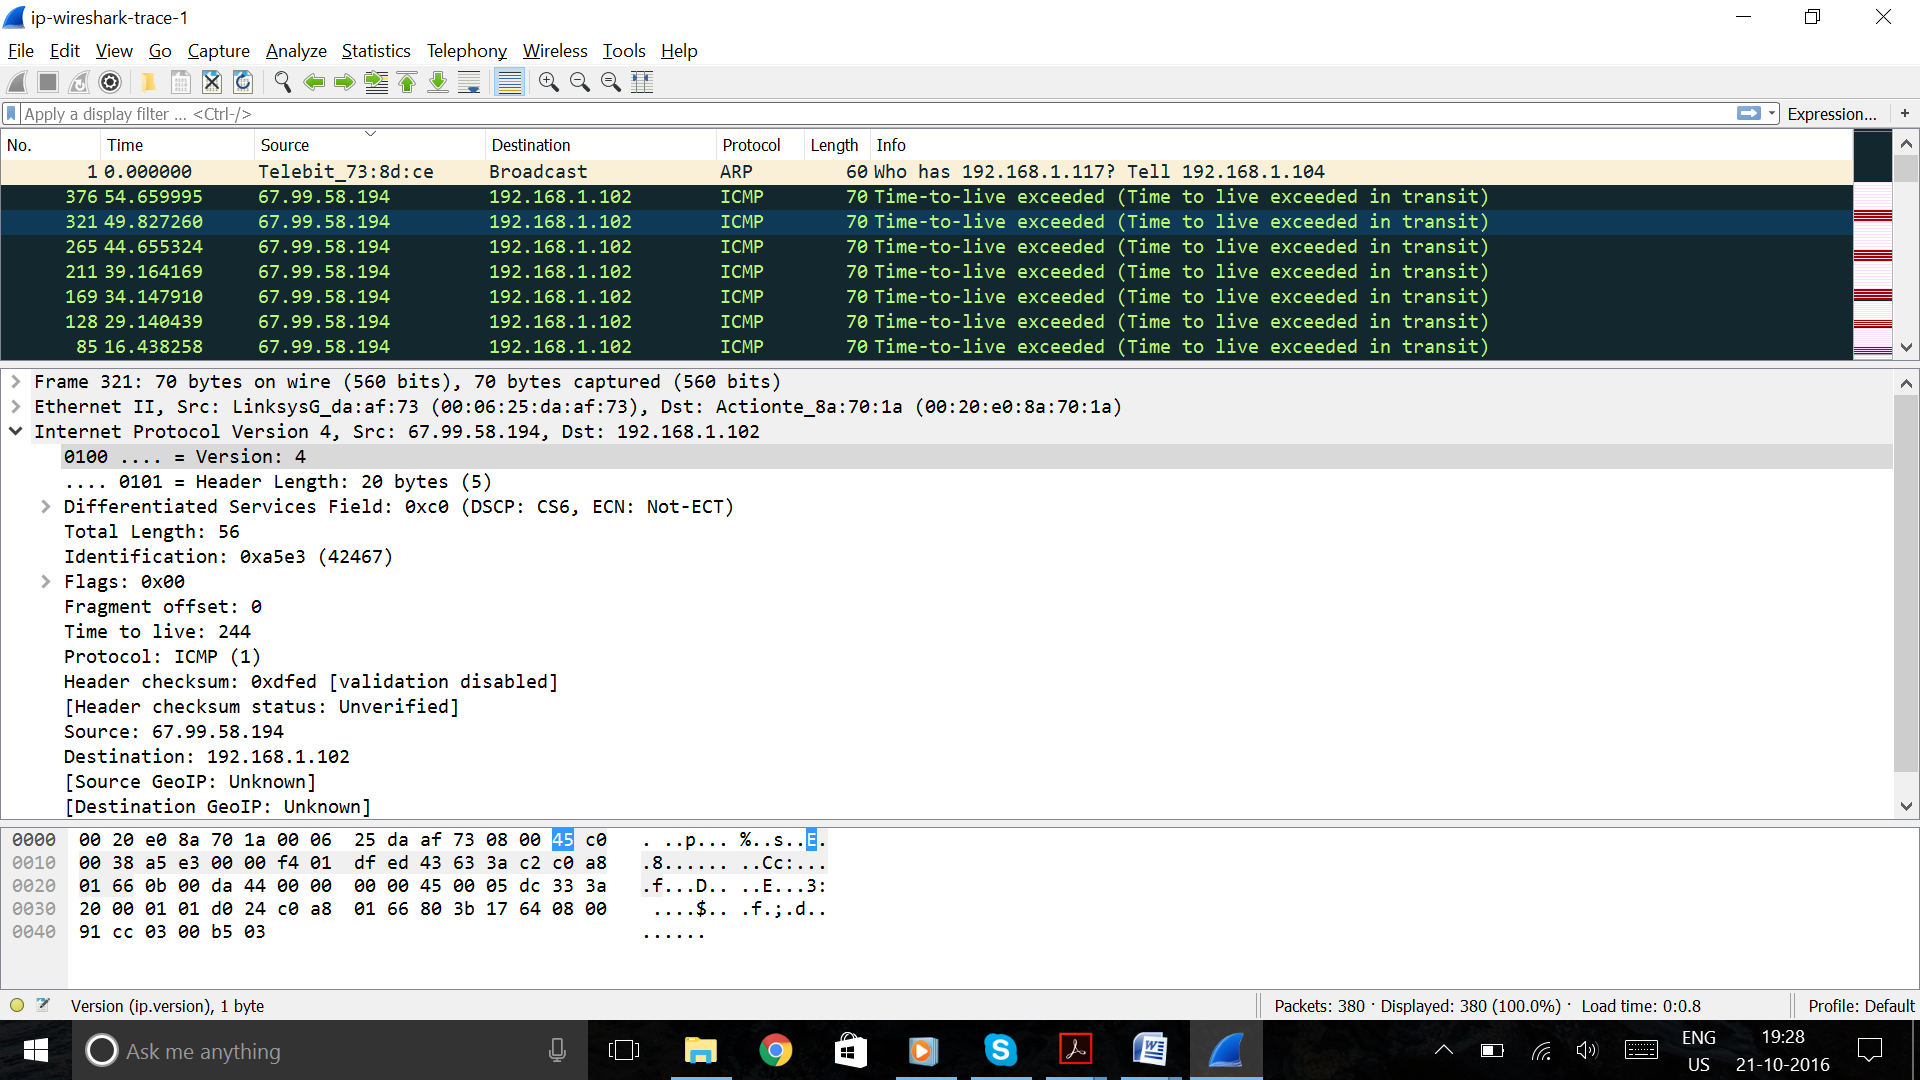 ip-wireshark-trace-1
File Edit View Go Capture Analyze Statistics Telephony Wireless Tools Help
Apply a display filter ... <Ctrl-/> Expression... +
No. Time Source Destination Protocol Length Info
1 0.000000 Telebit_73:8d:ce Broadcast ARP 60 Who has 192.168.1.117? Tell 192.168.1.104
376 54.659995 67.99.58.194 192.168.1.102 ICMP 70 Time-to-live exceeded (Time to live exceeded in transit)
321 49.827260 67.99.58.194 192.168.1.102 ICMP 70 Time-to-live exceeded (Time to live exceeded in transit)
265 44.655324 67.99.58.194 192.168.1.102 ICMP 70 Time-to-live exceeded (Time to live exceeded in transit)
211 39.164169 67.99.58.194 192.168.1.102 ICMP 70 Time-to-live exceeded (Time to live exceeded in transit)
169 34.147910 67.99.58.194 192.168.1.102 ICMP 70 Time-to-live exceeded (Time to live exceeded in transit)
128 29.140439 67.99.58.194 192.168.1.102 ICMP 70 Time-to-live exceeded (Time to live exceeded in transit)
85 16.438258 67.99.58.194 192.168.1.102 ICMP 70 Time-to-live exceeded (Time to live exceeded in transit)
Frame 321: 70 bytes on wire (560 bits), 70 bytes captured (560 bits)
Ethernet II, Src: LinksysG_da:af:73 (00:06:25:da:af:73), Dst: Actionte_8a:70:1a (00:20:e0:8a:70:1a)
Internet Protocol Version 4, Src: 67.99.58.194, Dst: 192.168.1.102
0100 .... = Version: 4
.... 0101 = Header Length: 20 bytes (5)
Differentiated Services Field: 0xc0 (DSCP: CS6, ECN: Not-ECT)
Total Length: 56
Identification: 0xa5e3 (42467)
Flags: 0x00
Fragment offset: 0
Time to live: 244
Protocol: ICMP (1)
Header checksum: 0xdfed [validation disabled]
[Header checksum status: Unverified]
Source: 67.99.58.194
Destination: 192.168.1.102
[Source GeoIP: Unknown]
[Destination GeoIP: Unknown]
0000 00 20 e0 8a 70 1a 00 06 25 da af 73 08 00 45 c0 . ..p... %..s..E.
0010 00 38 a5 e3 00 00 f4 01 df ed 43 63 3a c2 c0 a8 .8...... ..Cc:...
0020 01 66 0b 00 da 44 00 00 00 00 45 00 05 dc 33 3a .f...D.. ..E...3:
0030 20 00 01 01 d0 24 c0 a8 01 66 80 3b 17 64 08 00 ....$.. .f.;.d..
0040 91 cc 03 00 b5 03 ......
Version (ip.version), 1 byte Packets: 380 · Displayed: 380 (100.0%) · Load time: 0:0.8 Profile: Default
Ask me anything
ENG
US
19:28
21-10-2016